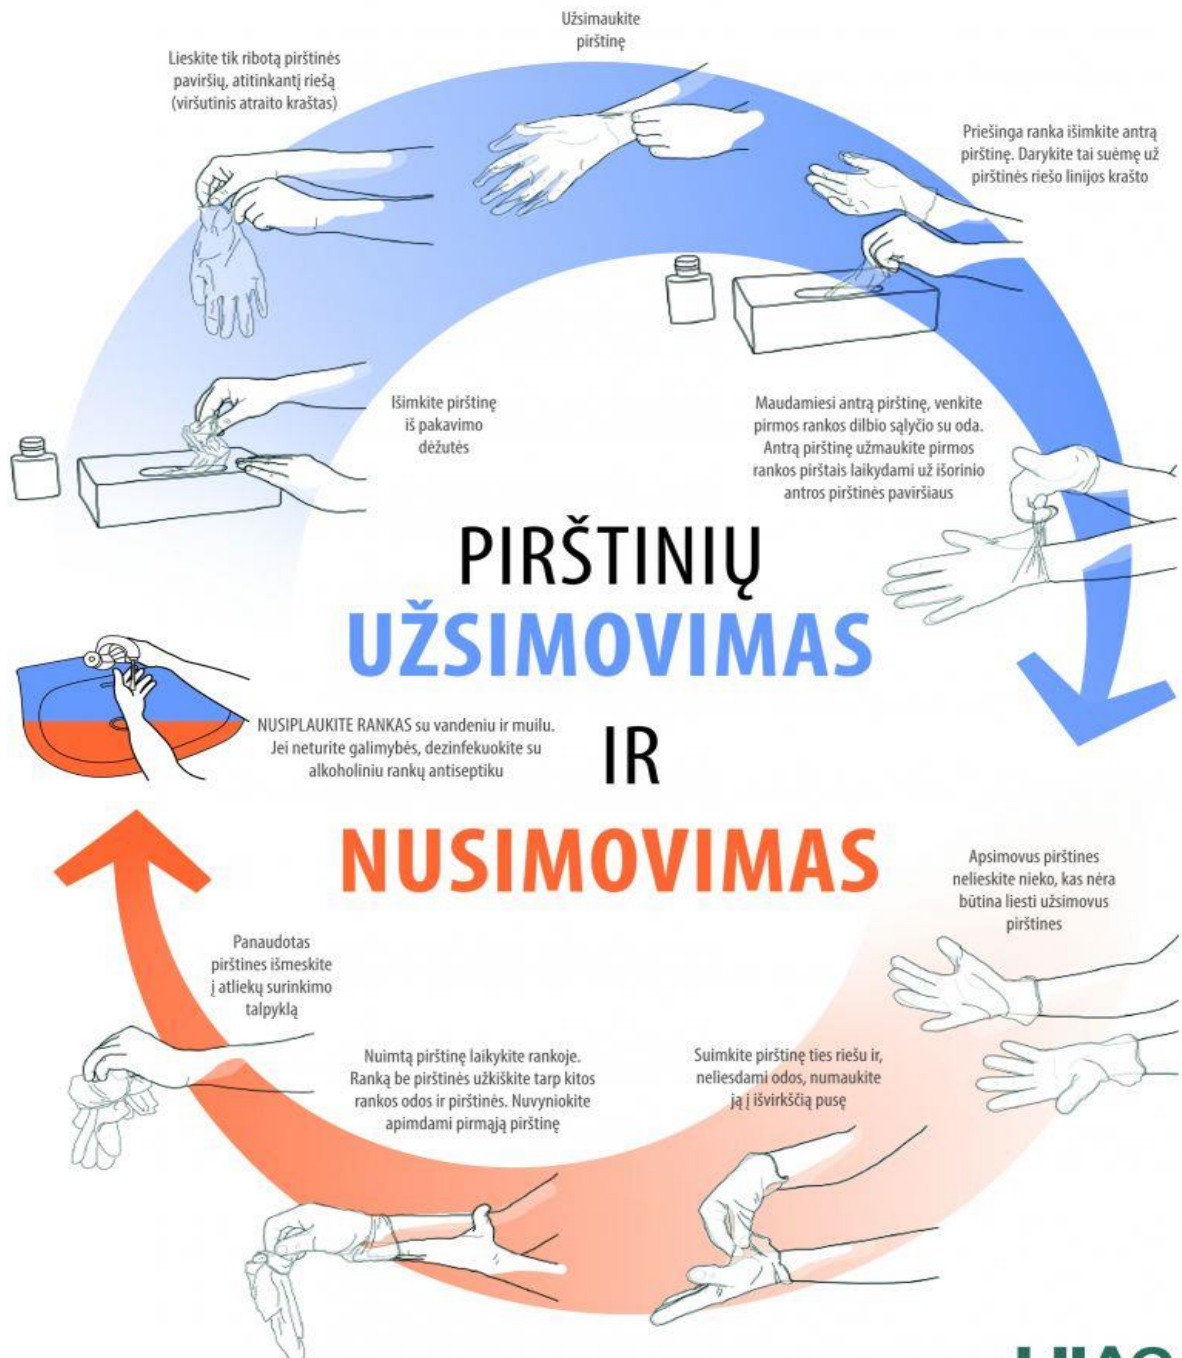 Užsimaukite
pirštinę
Lieskite tik ribotą pirštinės
paviršių, atitinkantį riešą
(viršutinis atraito kraštas)
Priešinga ranka išimkite antrą
pirštinę. Darykite tai suėmę už
pirštinės riešo linijos krašto
Išimkite pirštinę
iš pakavimo
dėžutės
Maudamiesi antrą pirštinę, venkite
pirmos rankos dilbio sąlyčio su oda.
Antrą pirštinę užmaukite pirmos
rankos pirštais laikydami už išorinio
antros pirštinės paviršiaus
PIRŠTINIŲ
UŽSIMOVIMAS
IR
NUSIMOVIMAS
NUSIPLAUKITE RANKAS su vandeniu ir muilu.
Jei neturite galimybės, dezinfekuokite su
alkoholiniu rankų antiseptiku
Apsimovus pirštines
nelieskite nieko, kas nėra
būtina liesti užsimovus
pirštines
Suimkite pirštinę ties riešu ir,
neliesdami odos, numaukite
ją į išvirkščią pusę
Nuimtą pirštinę laikykite rankoje.
Ranką be pirštinės užkiškite tarp kitos
rankos odos ir pirštinės. Nuvyniokite
apimdami pirmąją pirštinę
Panaudotas
pirštines išmeskite
į atliekų surinkimo
talpyklą